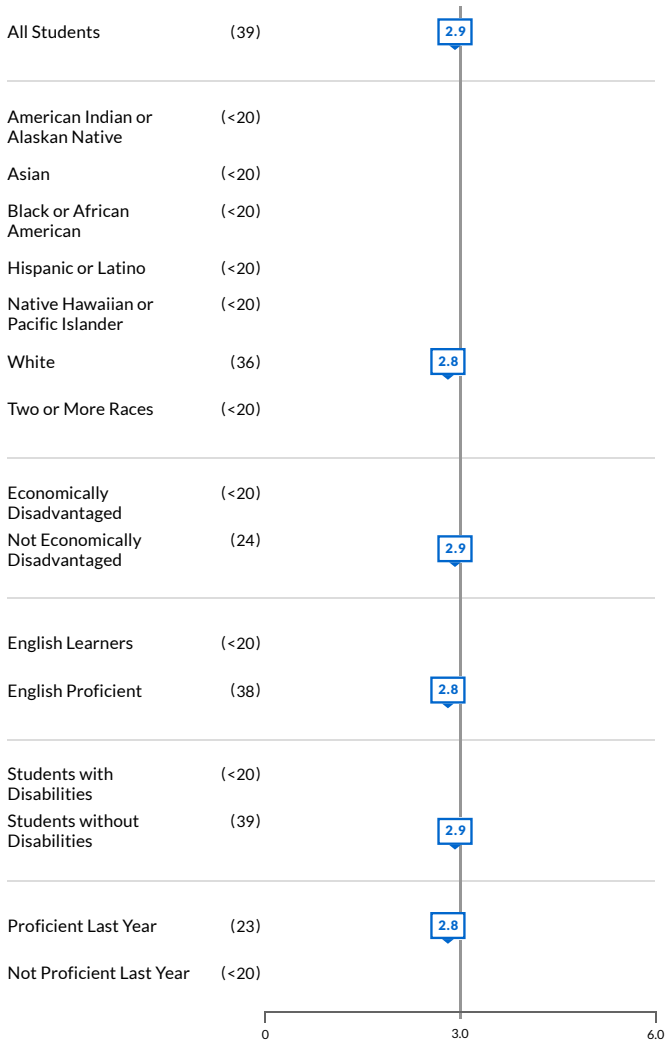 All Students (39) 2.9
American Indian or (<20)
Alaskan Native
Asian (<20)
Black or African (<20)
American
Hispanic or Latino (<20)
Native Hawaiian or (<20)
Pacific Islander
White (36) 2.8
Two or More Races (<20)
Economically (<20)
Disadvantaged
Not Economically (24) 2.9
Disadvantaged
English Learners (<20)
English Proficient (38) 2.8
Students with (<20)
Disabilities
Students without (39) 2.9
Disabilities
Proficient Last Year (23) 2.8
Not Proficient Last Year (<20)
0 3.0 6.0